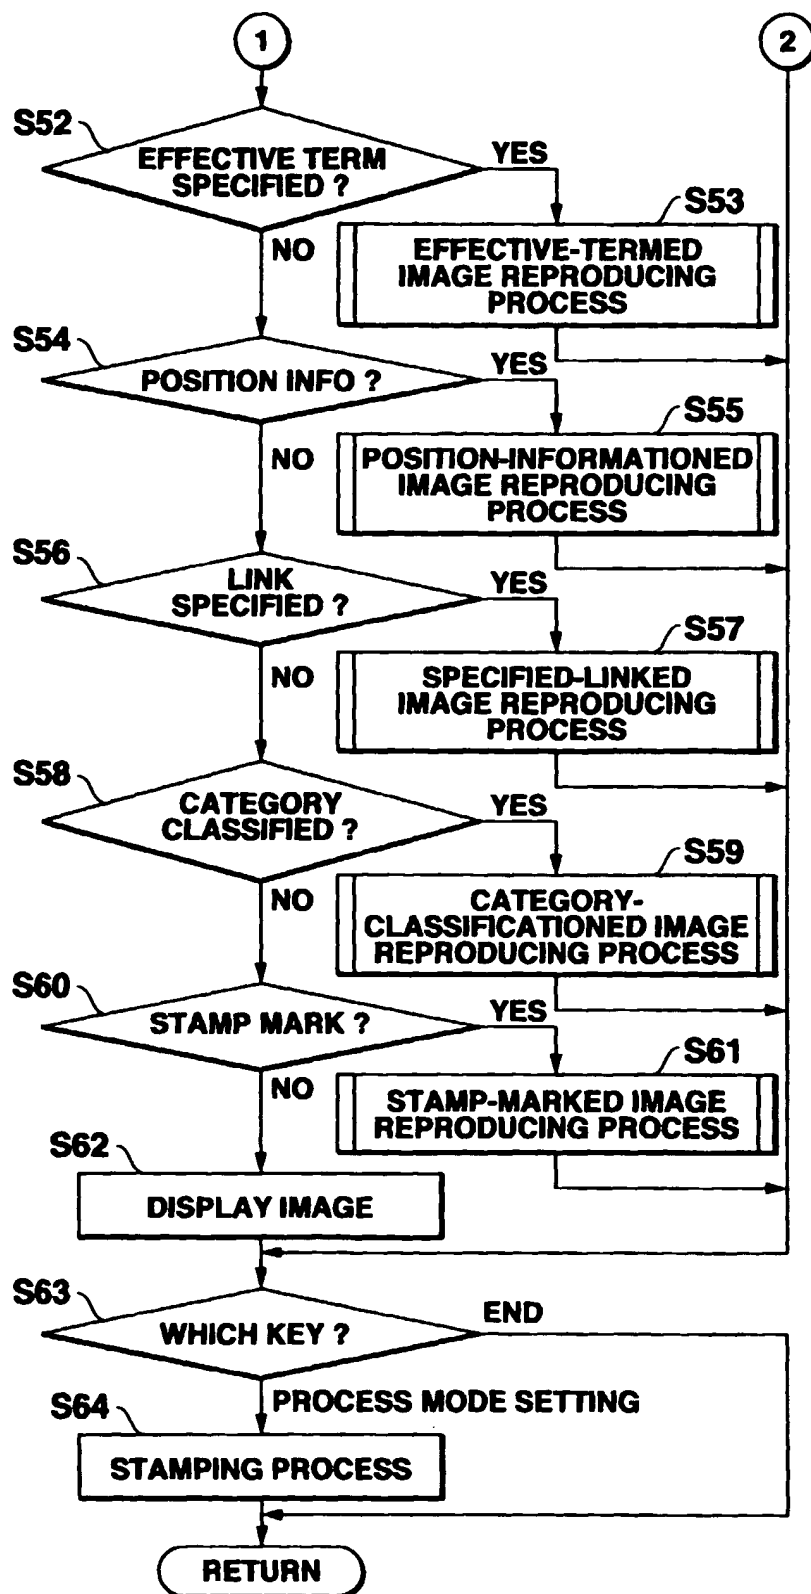 1
2
S52
EFFECTIVE TERM
SPECIFIED ?
YES
NO
S53
EFFECTIVE-TERMED
IMAGE REPRODUCING
PROCESS
S54
POSITION INFO ?
YES
NO
S55
POSITION-INFORMATIONED
IMAGE REPRODUCING
PROCESS
S56
LINK
SPECIFIED ?
YES
NO
S57
SPECIFIED-LINKED
IMAGE REPRODUCING
PROCESS
S58
CATEGORY
CLASSIFIED ?
YES
NO
S59
CATEGORY-
CLASSIFICATIONED IMAGE
REPRODUCING PROCESS
S60
STAMP MARK ?
YES
NO
S61
STAMP-MARKED IMAGE
REPRODUCING PROCESS
S62
DISPLAY IMAGE
S63
WHICH KEY ?
END
PROCESS MODE SETTING
S64
STAMPING PROCESS
RETURN